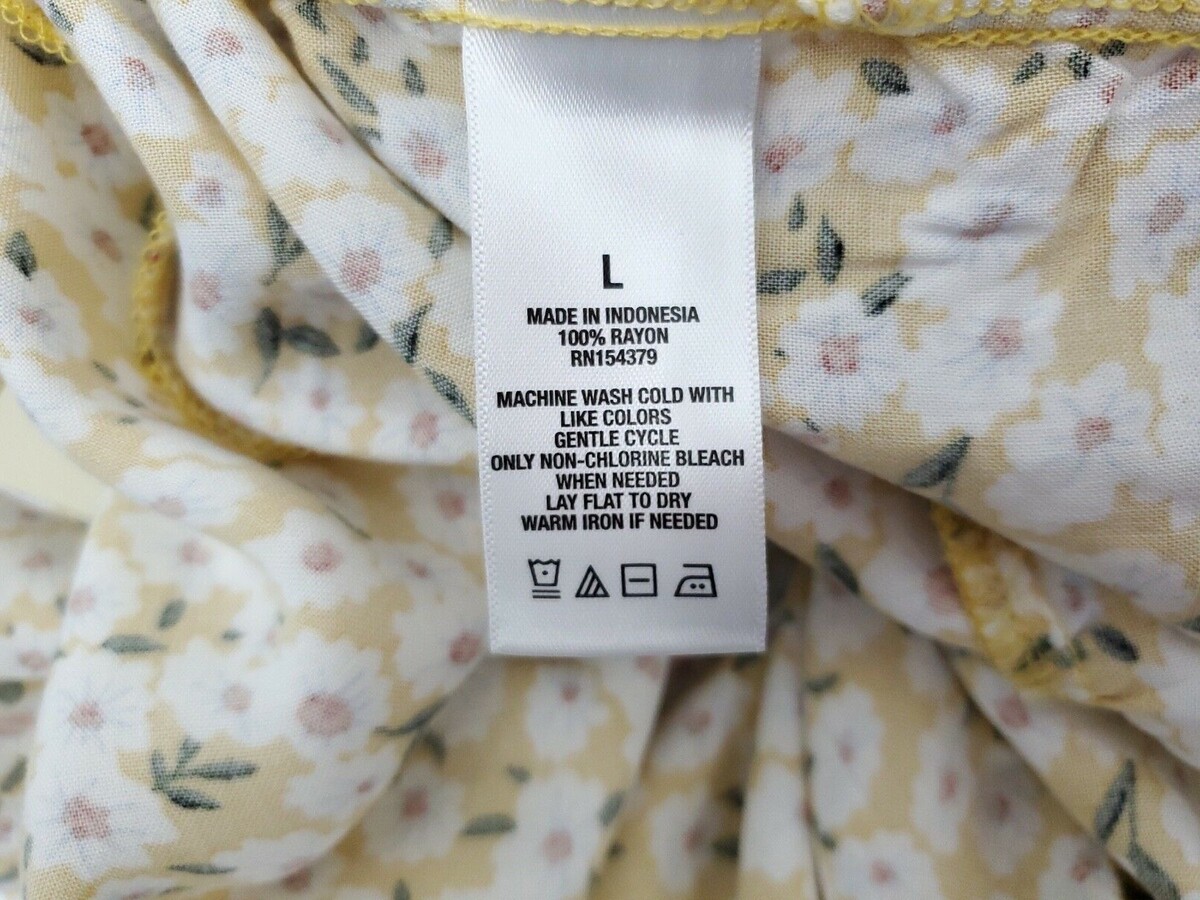 L
MADE IN INDONESIA
100% RAYON
RN154379
MACHINE WASH COLD WITH
LIKE COLORS
GENTLE CYCLE
ONLY NON-CHLORINE BLEACH
WHEN NEEDED
LAY FLAT TO DRY
WARM IRON IF NEEDED